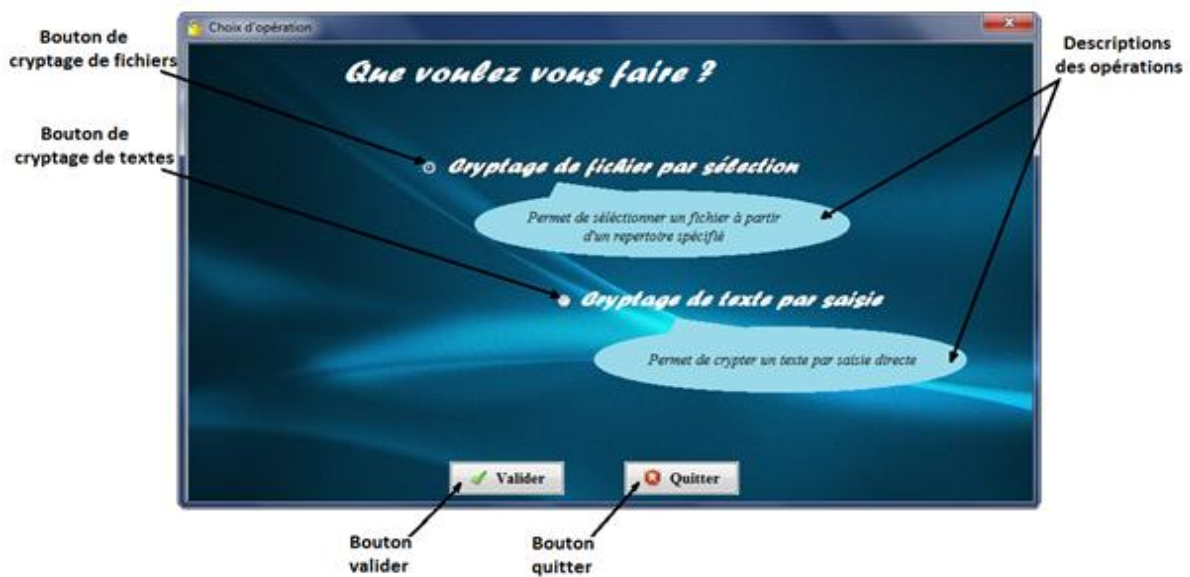 Choix d'opération
Bouton de
cryptage de fichiers
Descriptions
des opérations
Que voulez vous faire ?
Bouton de
cryptage de textes
Cryptage de fichier par sélection
Permet de séléctionner un fichier à partir
d'un repertoire spécifié
Cryptage de texte par saisie
Permet de crypter un texte par saisie directe
Valider
Quitter
Bouton
valider
Bouton
quitter